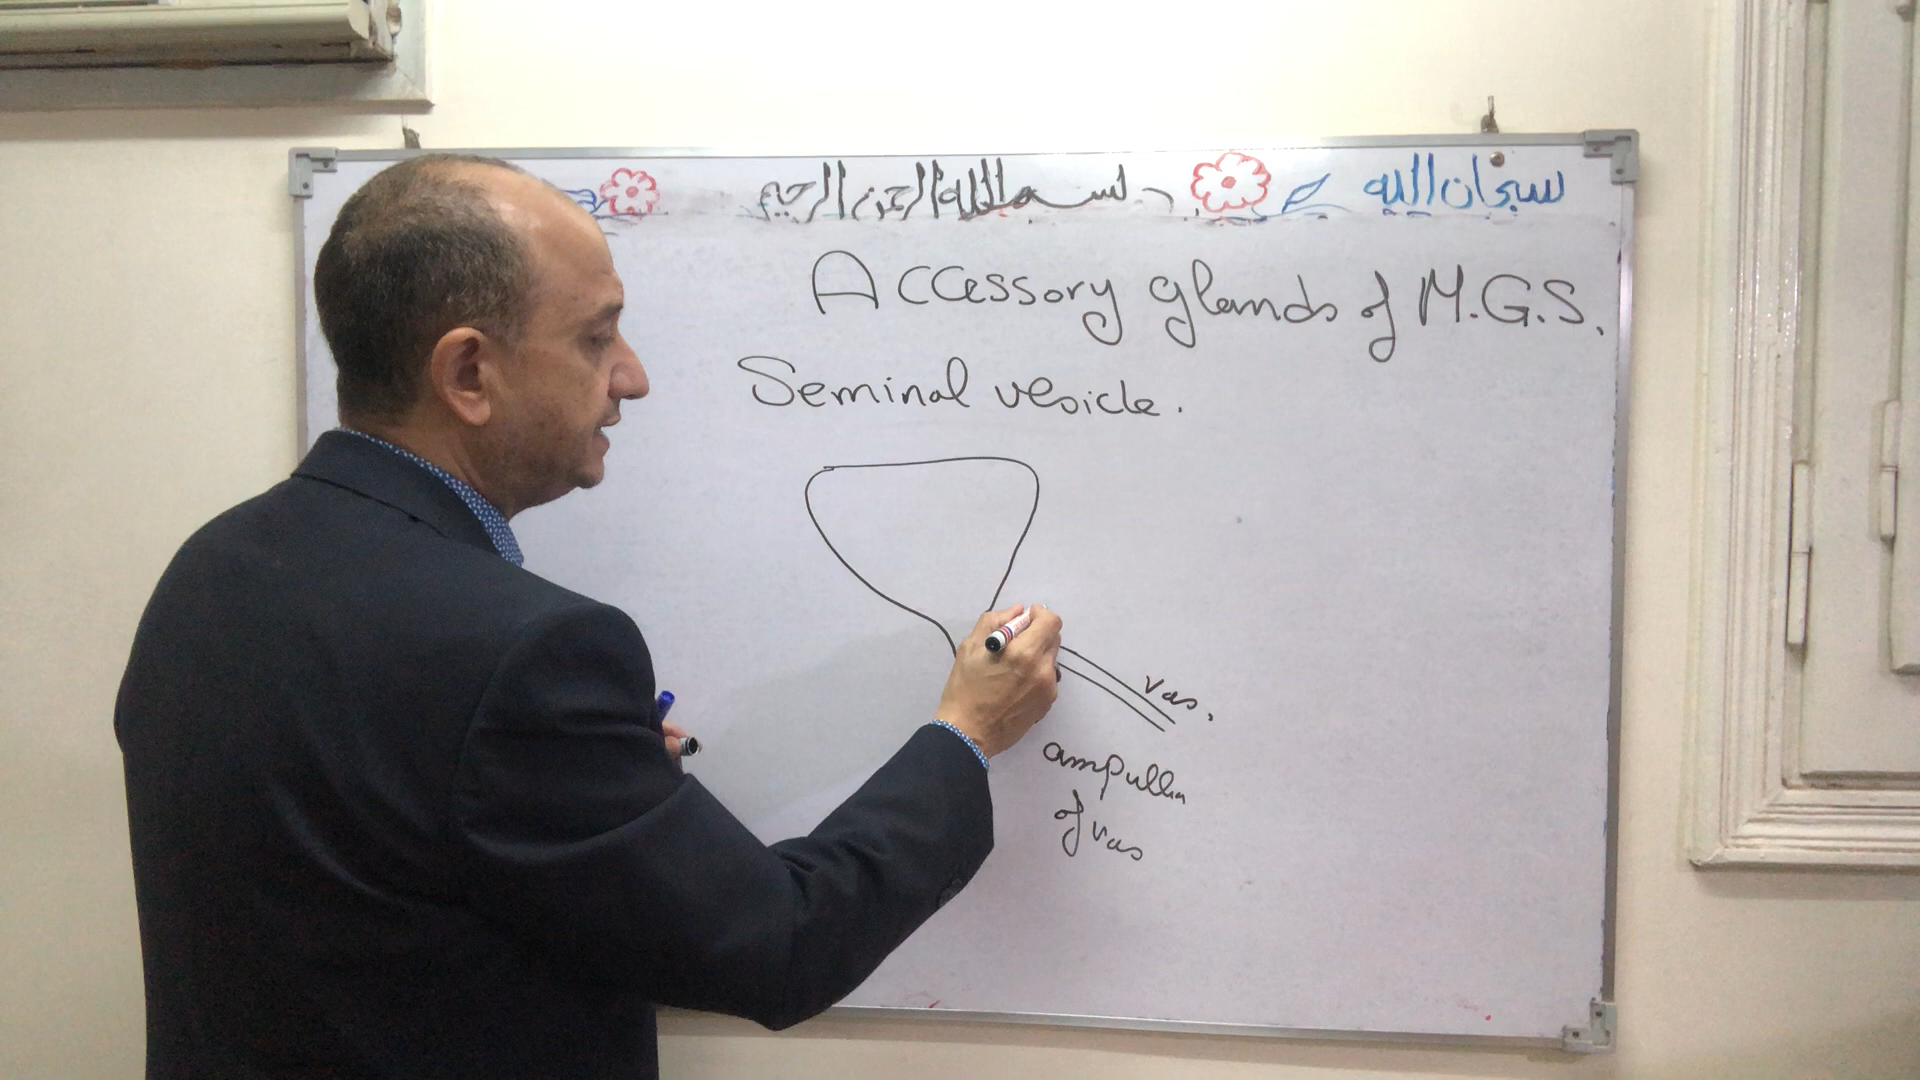 سبحان الله بسم الله الرحمن الرحيم
Accessory glands of M.G.S.
Seminal vesicle.
Vas.
ampulla
of vas